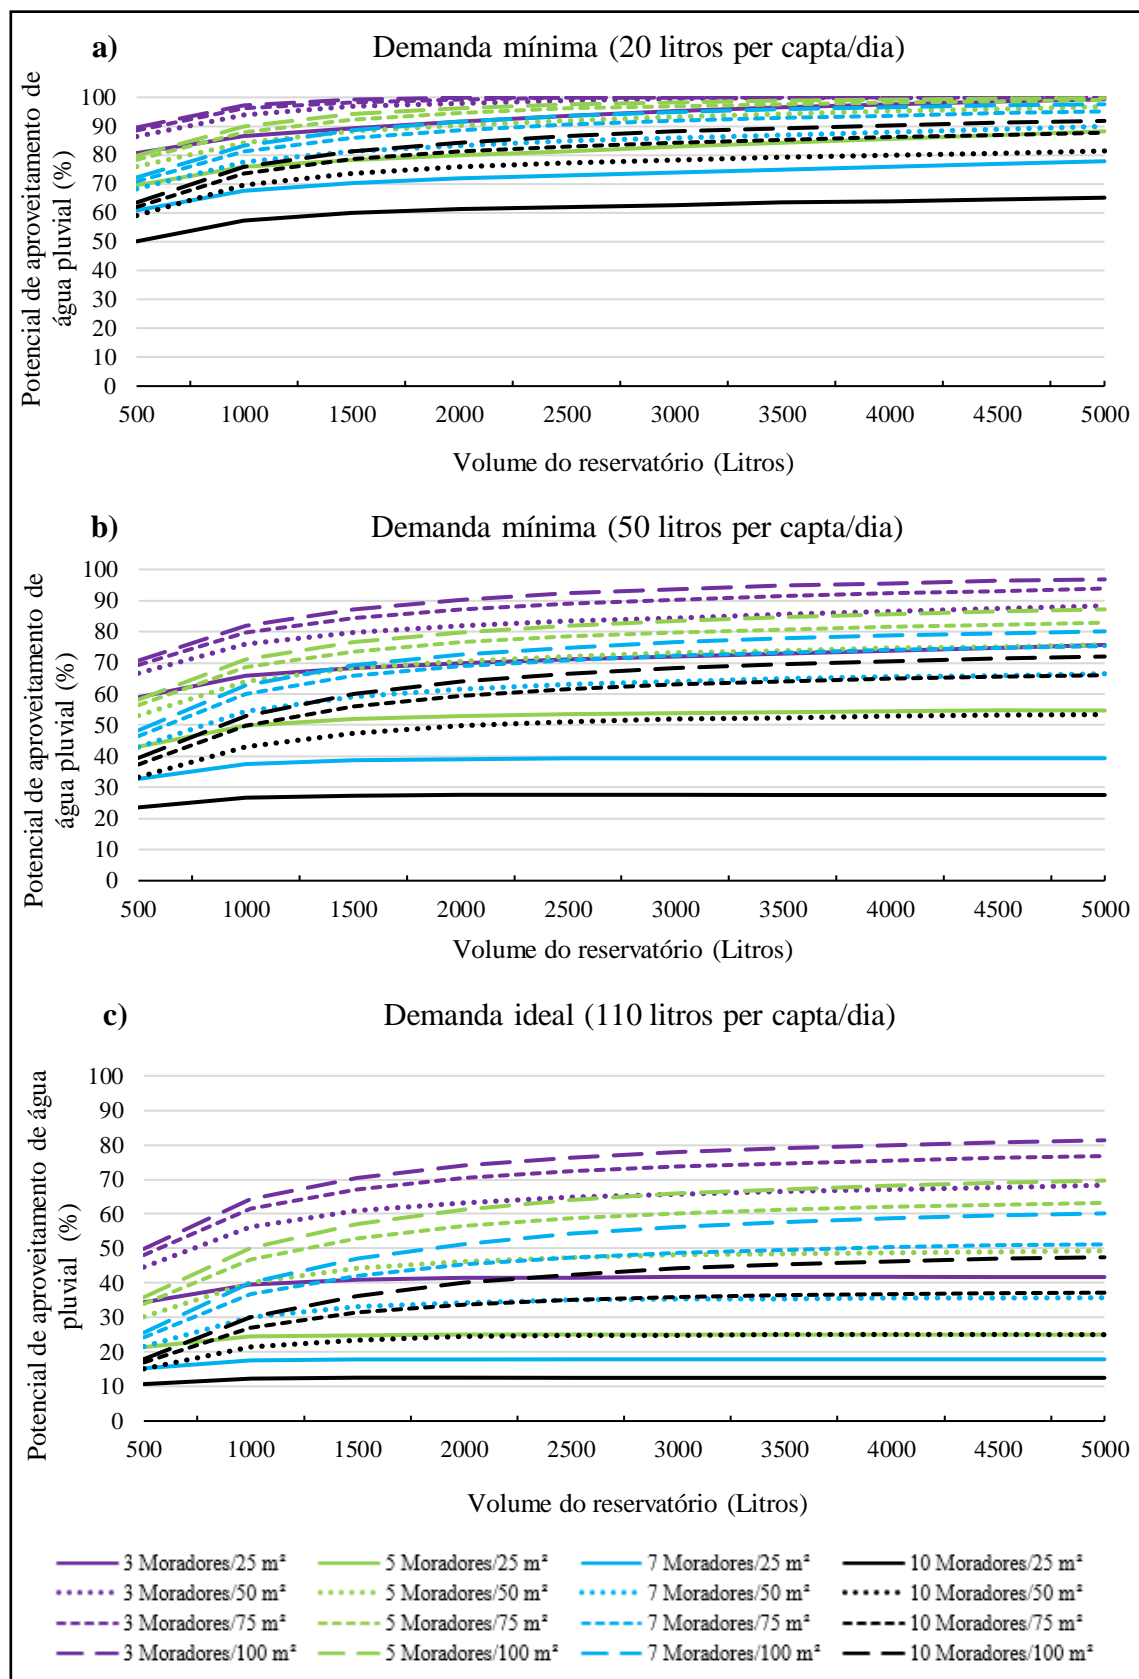 a) Demanda mínima (20 litros per capta/dia)
Potencial de aproveitamento de
água pluvial (%)
100
90
80
70
60
50
40
30
20
10
0
500 1000 1500 2000 2500 3000 3500 4000 4500 5000
Volume do reservatório (Litros)
b) Demanda mínima (50 litros per capta/dia)
Potencial de aproveitamento de
água pluvial (%)
100
90
80
70
60
50
40
30
20
10
0
500 1000 1500 2000 2500 3000 3500 4000 4500 5000
Volume do reservatório (Litros)
c) Demanda ideal (110 litros per capta/dia)
Potencial de aproveitamento de água
pluvial (%)
100
90
80
70
60
50
40
30
20
10
0
500 1000 1500 2000 2500 3000 3500 4000 4500 5000
Volume do reservatório (Litros)
3 Moradores/25 m² 5 Moradores/25 m² 7 Moradores/25 m² 10 Moradores/25 m²
3 Moradores/50 m² 5 Moradores/50 m² 7 Moradores/50 m² 10 Moradores/50 m²
3 Moradores/75 m² 5 Moradores/75 m² 7 Moradores/75 m² 10 Moradores/75 m²
3 Moradores/100 m² 5 Moradores/100 m² 7 Moradores/100 m² 10 Moradores/100 m²